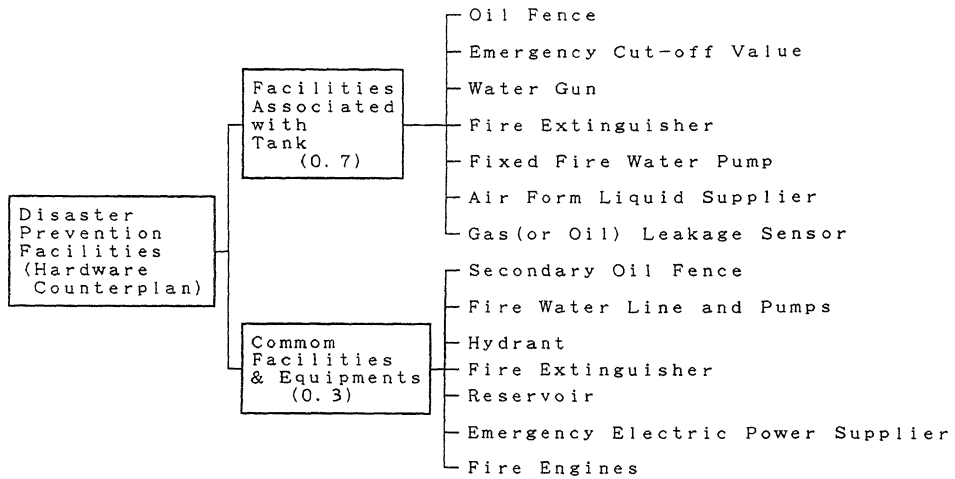 Disaster
Prevention
Facilities
(Hardware
Counterplan)
Facilities
Associated
with
Tank
(0.7)
Oil Fence
Emergency Cut-off Value
Water Gun
Fire Extinguisher
Fixed Fire Water Pump
Air Form Liquid Supplier
Gas(or Oil) Leakage Sensor
Commom
Facilities
& Equipments
(0.3)
Secondary Oil Fence
Fire Water Line and Pumps
Hydrant
Fire Extinguisher
Reservoir
Emergency Electric Power Supplier
Fire Engines